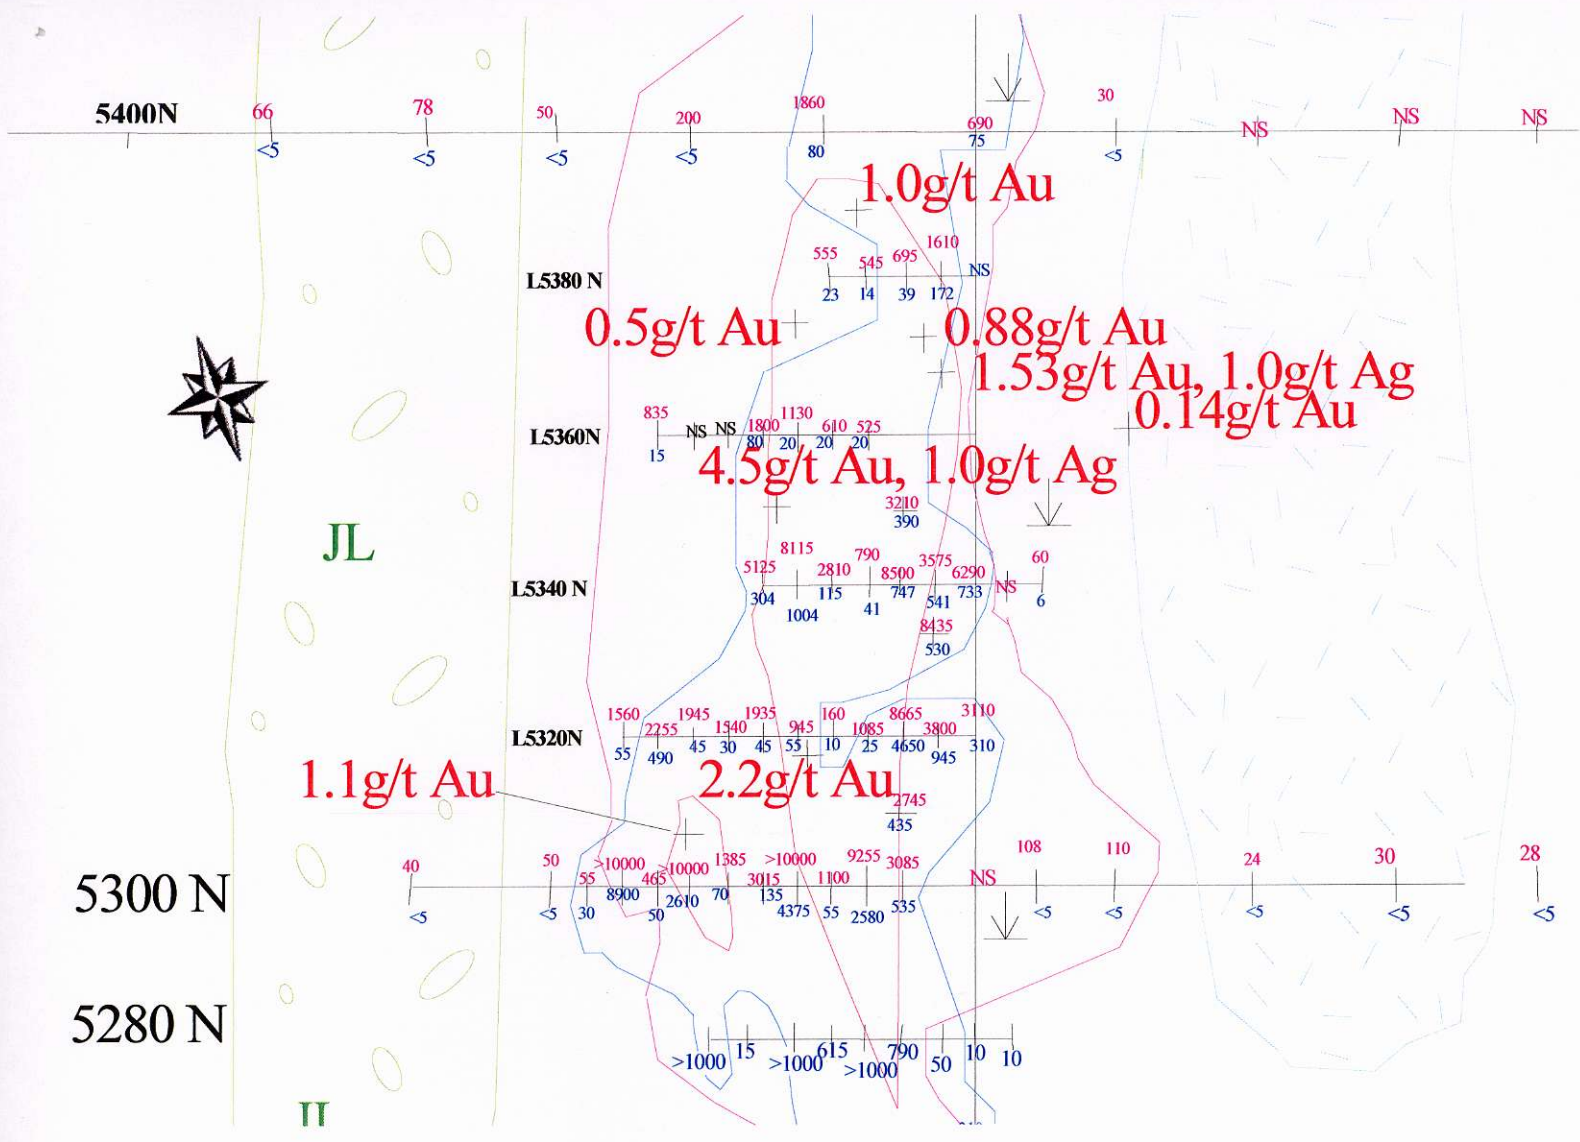 30
1860
66 78 50 200 690 NS NS NS
5400N
75
<5 <5 <5 <5 80 <5
1.0g/t Au
555 545 695 1610 NS
L5380 N
23 14 39 172
0.5g/t Au 0.88g/t Au
1.53g/t Au, 1.0g/t Ag
0.14g/t Au
835 NS NS 1800 1130 610 525
L5360N
15 80 20 20 20
4.5g/t Au, 1.0g/t Ag
3210
390
JL
8115 790 3575 60
5125 2810 8500 6290 NS
L5340 N
304 1004 115 41 747 541 733 6
8435
530
1560 2255 1945 1540 1935 945 160 1085 8665 3800 3110
L5320N
55 490 45 30 45 55 10 25 4650 945 310
1.1g/t Au 2.2g/t Au
2745
435
40 50 55 >10000 465 >10000 1385 3015 >10000 1100 9255 3085 NS 108 110 24 30 28
5300 N
<5 <5 30 8900 50 2610 70 135 4375 55 2580 535 <5 <5 <5 <5 <5
5280 N
>1000 15 >1000 615 >1000 790 50 10 10